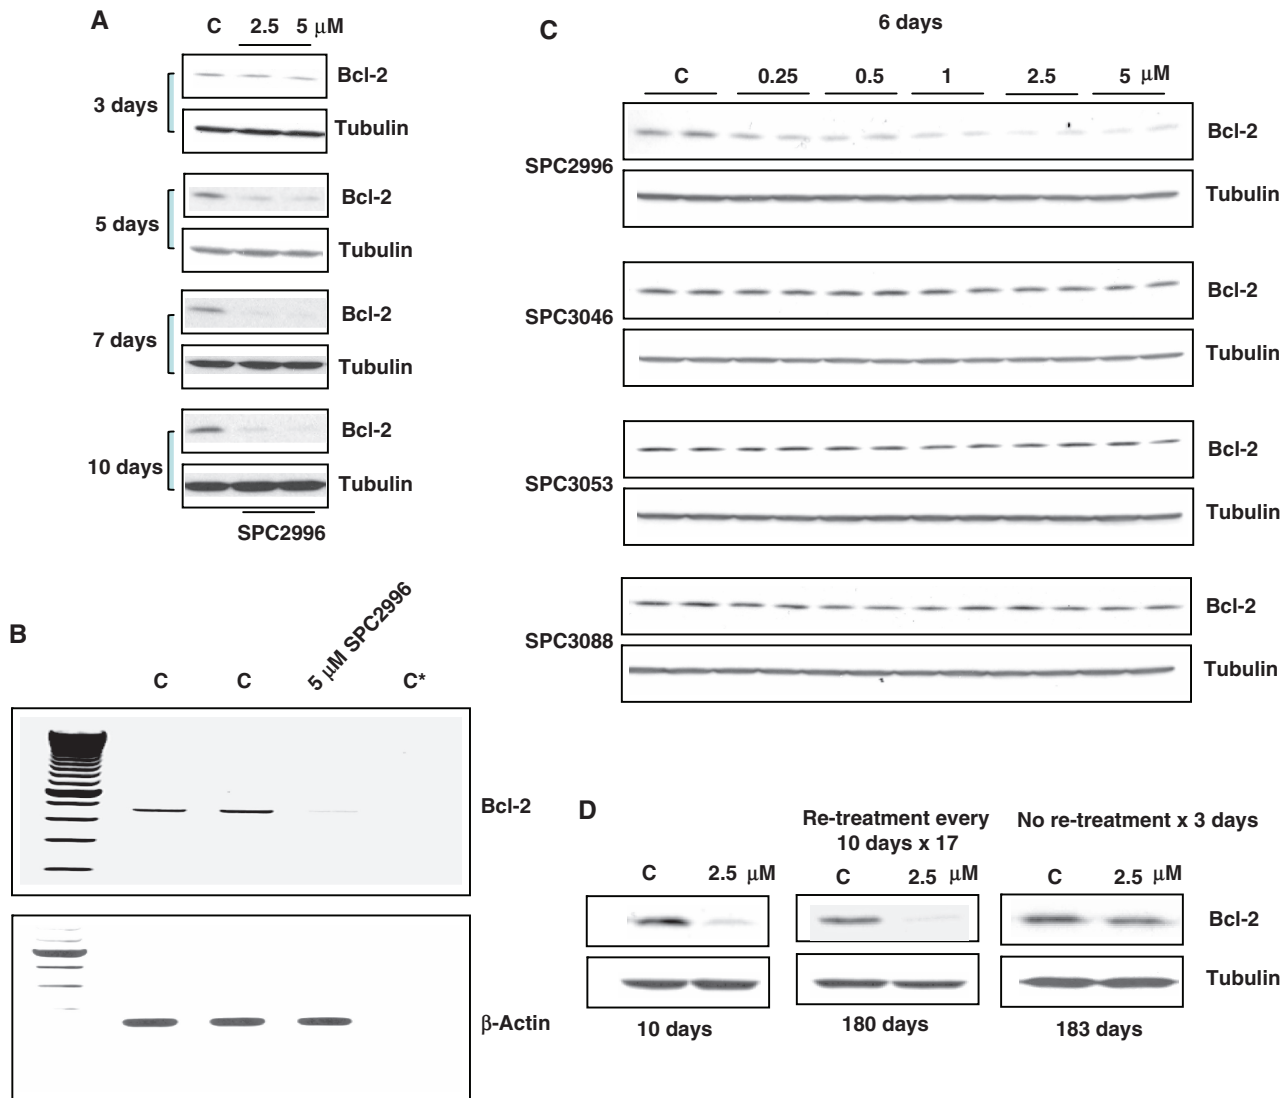 A
C 2.5 5 μM
Bcl-2
3 days
Tubulin
Bcl-2
5 days
Tubulin
Bcl-2
7 days
Tubulin
Bcl-2
10 days
Tubulin
SPC2996
B
C C 5 μM SPC2996 C*
Bcl-2
β-Actin
C
6 days
C 0.25 0.5 1 2.5 5 μM
Bcl-2
SPC2996
Tubulin
Bcl-2
SPC3046
Tubulin
Bcl-2
SPC3053
Tubulin
Bcl-2
SPC3088
Tubulin
D
Re-treatment every
10 days x 17
No re-treatment x 3 days
C 2.5 μM C 2.5 μM C 2.5 μM
Bcl-2
Tubulin
10 days 180 days 183 days